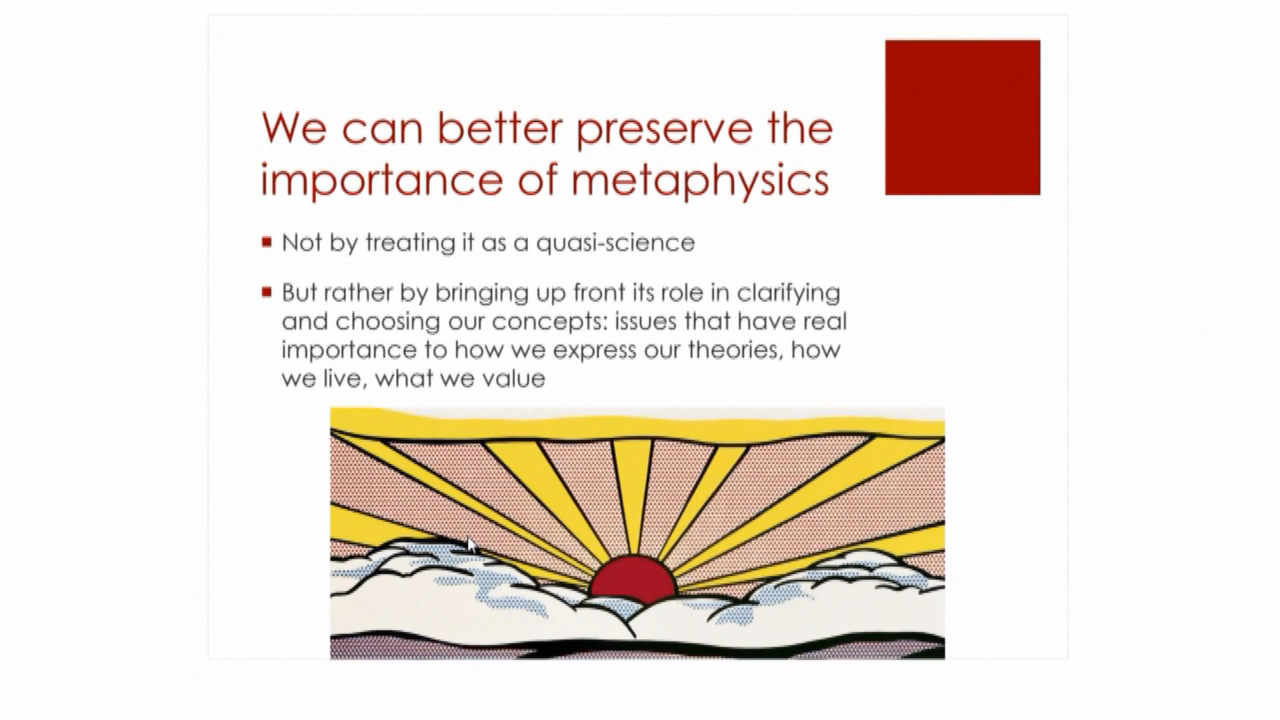 We can better preserve the
importance of metaphysics
Not by treating it as a quasi-science
But rather by bringing up front its role in clarifying
and choosing our concepts: issues that have real
importance to how we express our theories, how
we live, what we value